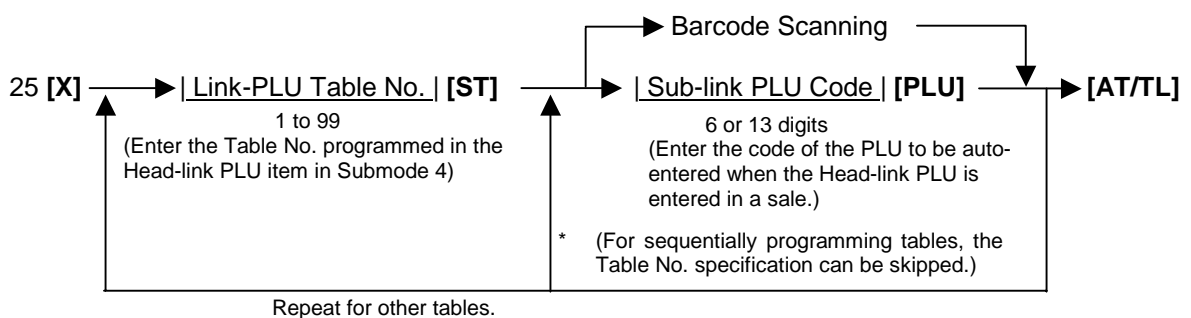 Barcode Scanning
25 [X] | Link-PLU Table No. | [ST] | Sub-link PLU Code | [PLU] [AT/TL]
1 to 99
(Enter the Table No. programmed in the
Head-link PLU item in Submode 4)
6 or 13 digits
(Enter the code of the PLU to be auto-
entered when the Head-link PLU is
entered in a sale.)
* (For sequentially programming tables, the
Table No. specification can be skipped.)
Repeat for other tables.